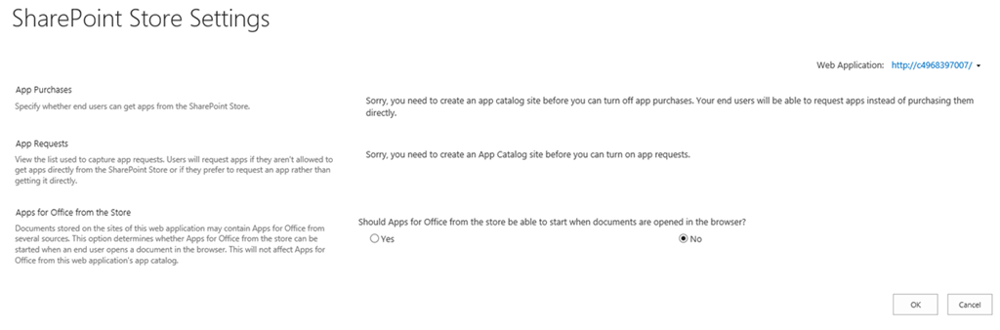 SharePoint Store Settings
Web Application: http://c4968397007/
App Purchases
Specify whether end users can get apps from the SharePoint Store.
Sorry, you need to create an app catalog site before you can turn off app purchases. Your end users will be able to request apps instead of purchasing them
directly.
App Requests
View the list used to capture app requests. Users will request apps if they aren't allowed to
get apps directly from the SharePoint Store or if they prefer to request an app rather than
getting it directly.
Sorry, you need to create an App Catalog site before you can turn on app requests.
Apps for Office from the Store
Documents stored on the sites of this web application may contain Apps for Office from
several sources. This option determines whether Apps for Office from the store can be
started when an end user opens a document in the browser. This will not affect Apps for
Office from this web application's app catalog.
Should Apps for Office from the store be able to start when documents are opened in the browser?
Yes No
OK Cancel